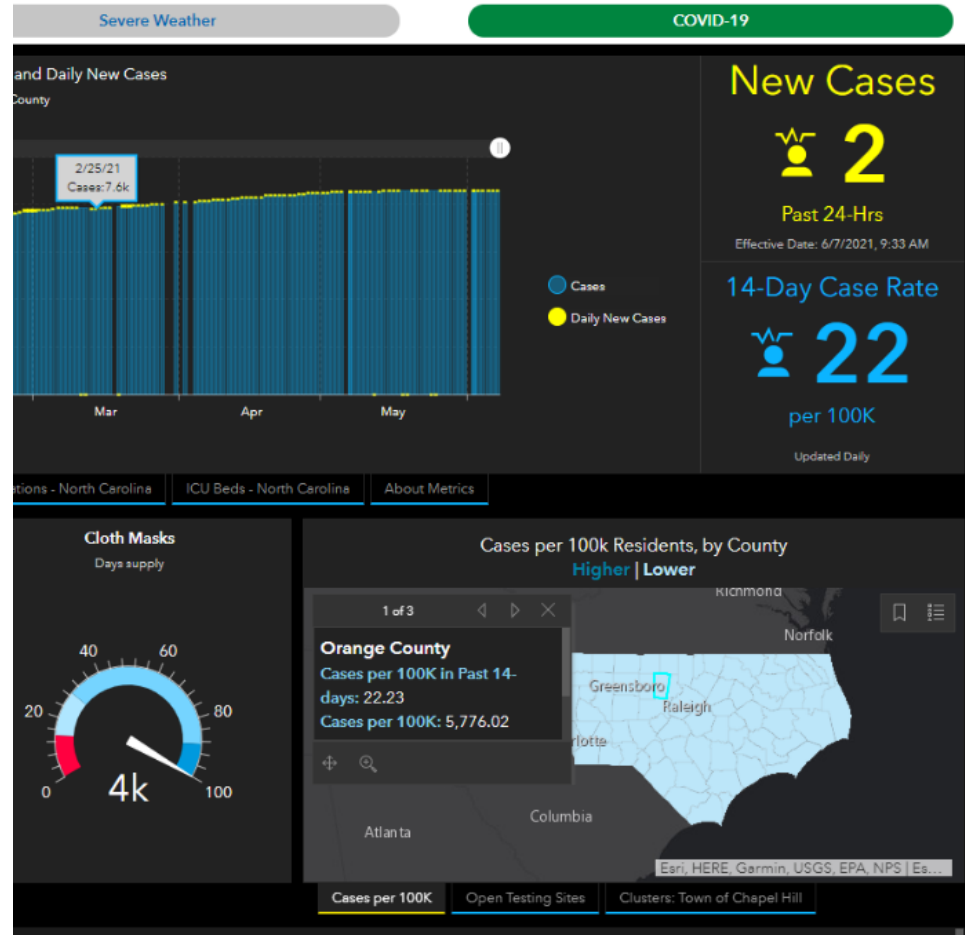 Severe Weather
COVID-19
and Daily New Cases
County
2/25/21
Cases:7.6k
Cases
Daily New Cases
Mar
Apr
May
New Cases
2
Past 24-Hrs
Effective Date: 6/7/2021, 9:33 AM
14-Day Case Rate
22
per 100K
Updated Daily
ations - North Carolina
ICU Beds - North Carolina
About Metrics
Cloth Masks
Days supply
0
20
40
60
80
100
4k
Cases per 100k Residents, by County
Higher | Lower
1 of 3
Orange County
Cases per 100K in Past 14-
days: 22.23
Cases per 100K: 5,776.02
Richmond
Norfolk
Greensboro
Raleigh
rlotte
Columbia
Atlanta
Esri, HERE, Garmin, USGS, EPA, NPS | Es...
Cases per 100K
Open Testing Sites
Clusters: Town of Chapel Hill